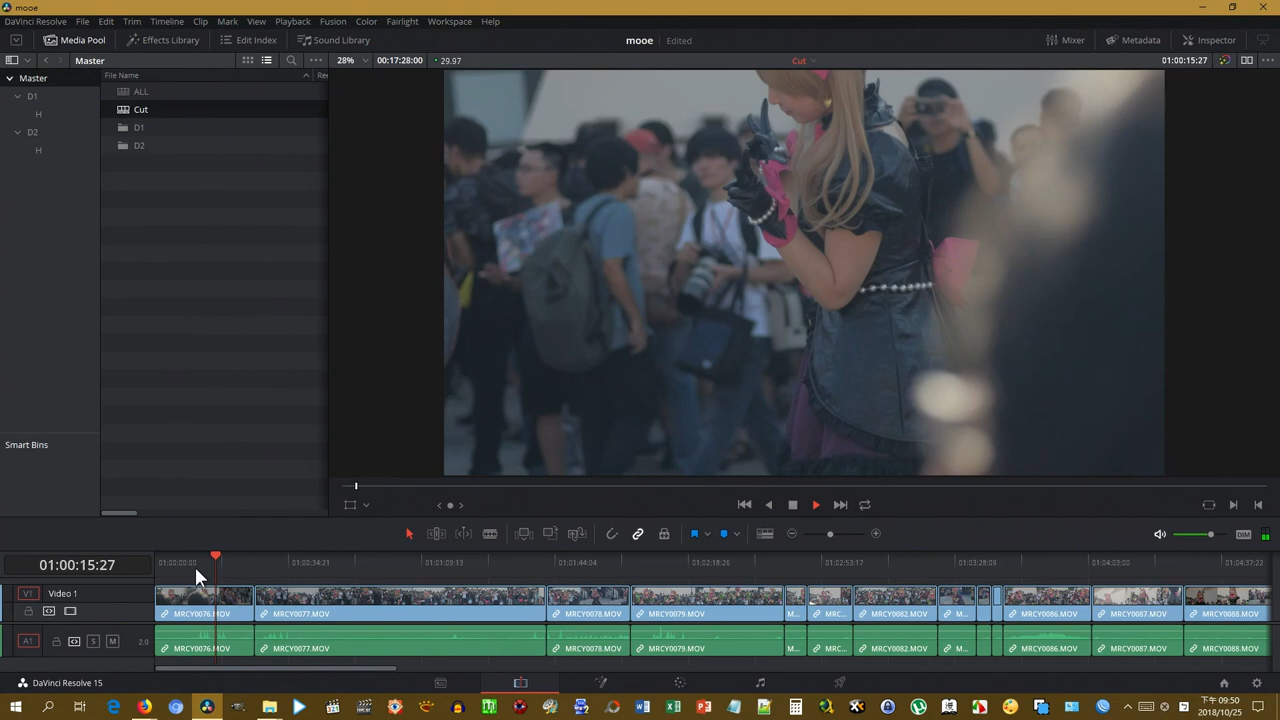 mooe
DaVinci Resolve File Edit Trim Timeline Clip Mark View Playback Fusion Color Fairlight Workspace Help
Media Pool Effects Library Edit Index Sound Library mooe Edited Mixer Metadata Inspector
Master 28% 00:17:28:00 29.97 Cut 01:00:15:27
Master File Name
ALL
D1
Cut
H
D1
D2
D2
H
Smart Bins
DIM
01:00:15:27 01:00:00:00 01:00:34:21 01:01:09:13 01:01:44:04 01:02:18:26 01:02:53:17 01:03:28:09 01:04:03:00 01:04:37:22
V1 Video 1
MRCY0076.MOV MRCY0077.MOV MRCY0078.MOV MRCY0079.MOV M... MRC... MRCY0082.MOV M... MRCY0086.MOV MRCY0087.MOV MRCY0088.MOV
A1 S M 2.0
MRCY0076.MOV MRCY0077.MOV MRCY0078.MOV MRCY0079.MOV M... MRC... MRCY0082.MOV M... MRCY0086.MOV MRCY0087.MOV MRCY0088.MOV
DaVinci Resolve 15
下午 09:50
2018/10/25